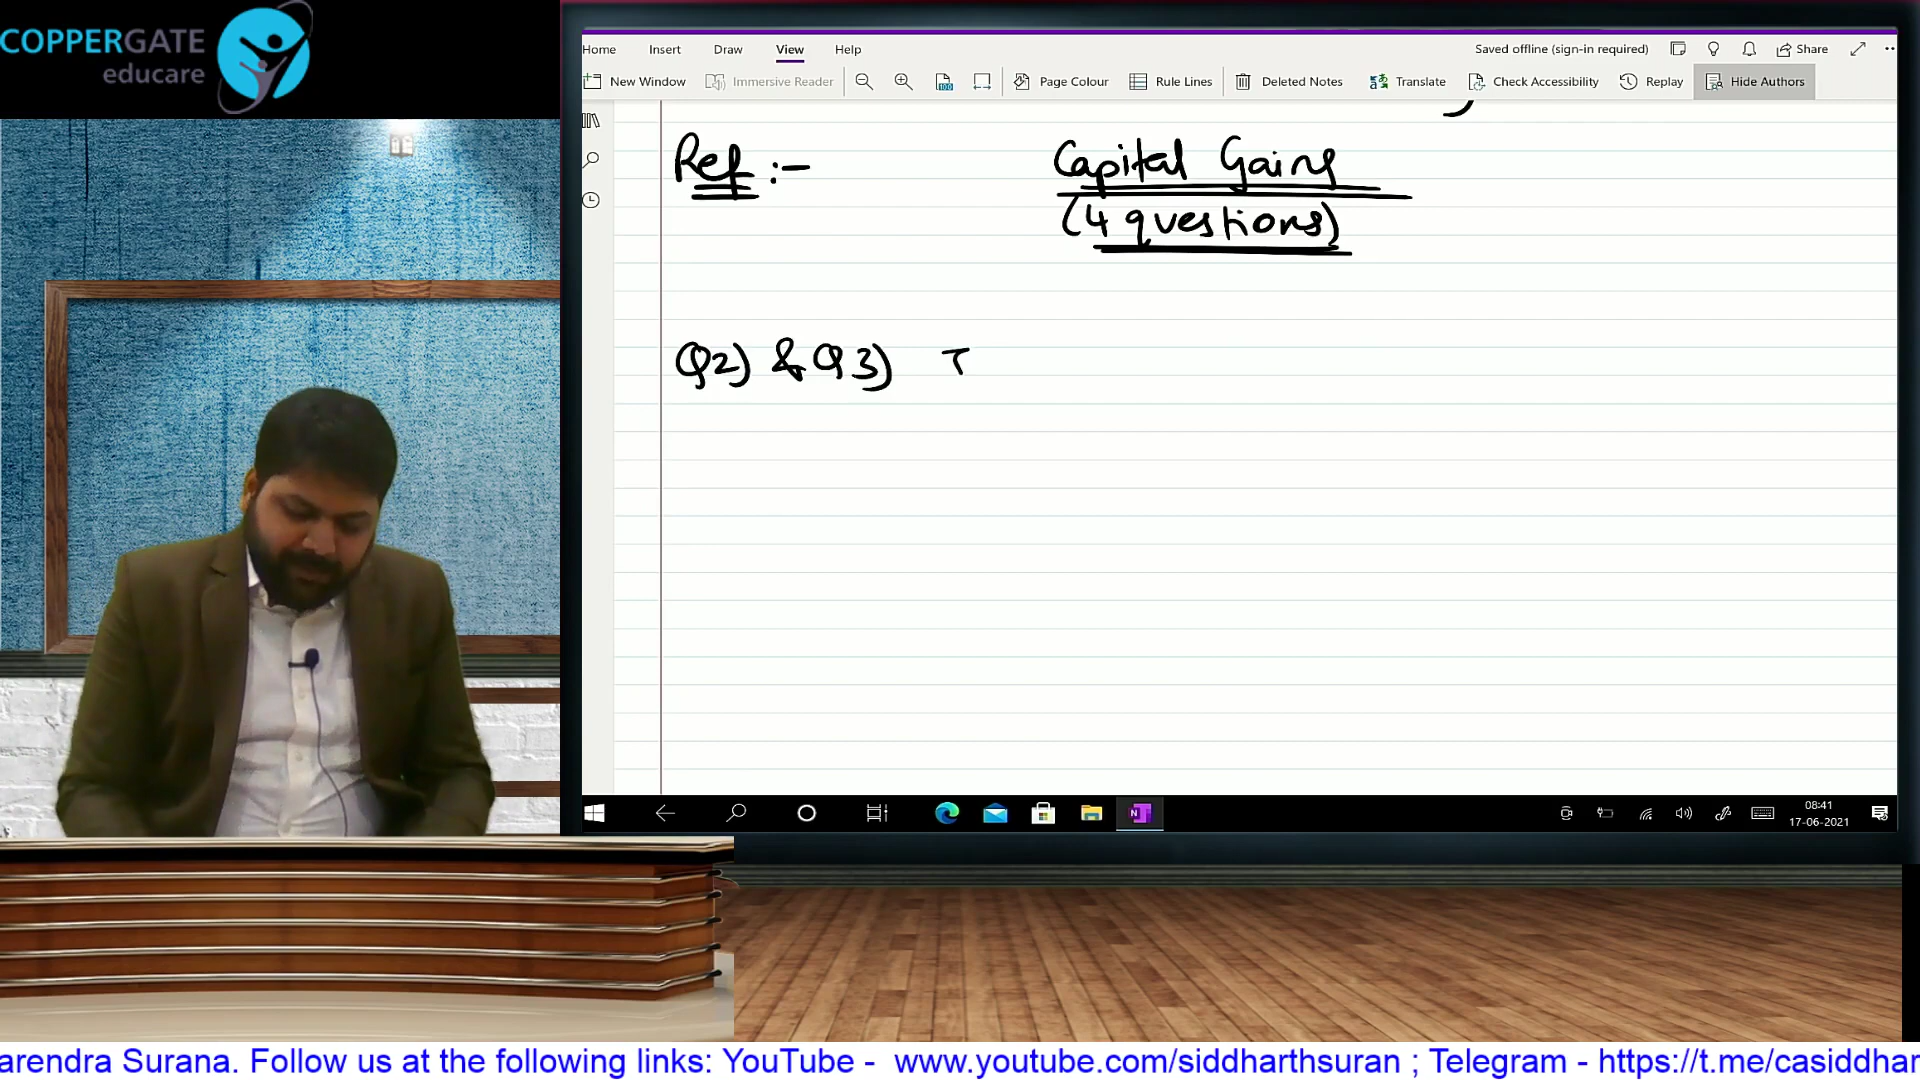 COPPERGATE
educare
Home Insert Draw View Help
Saved offline (sign-in required) Share
New Window Immersive Reader 100 Page Colour Rule Lines Deleted Notes Translate Check Accessibility Replay Hide Authors
Ref :- Capital Gains
(4 questions)
Q2) & Q3) T
N
08:41
17-06-2021
arendra Surana. Follow us at the following links: YouTube - www.youtube.com/siddharthsuran ; Telegram - https://t.me/casiddhar